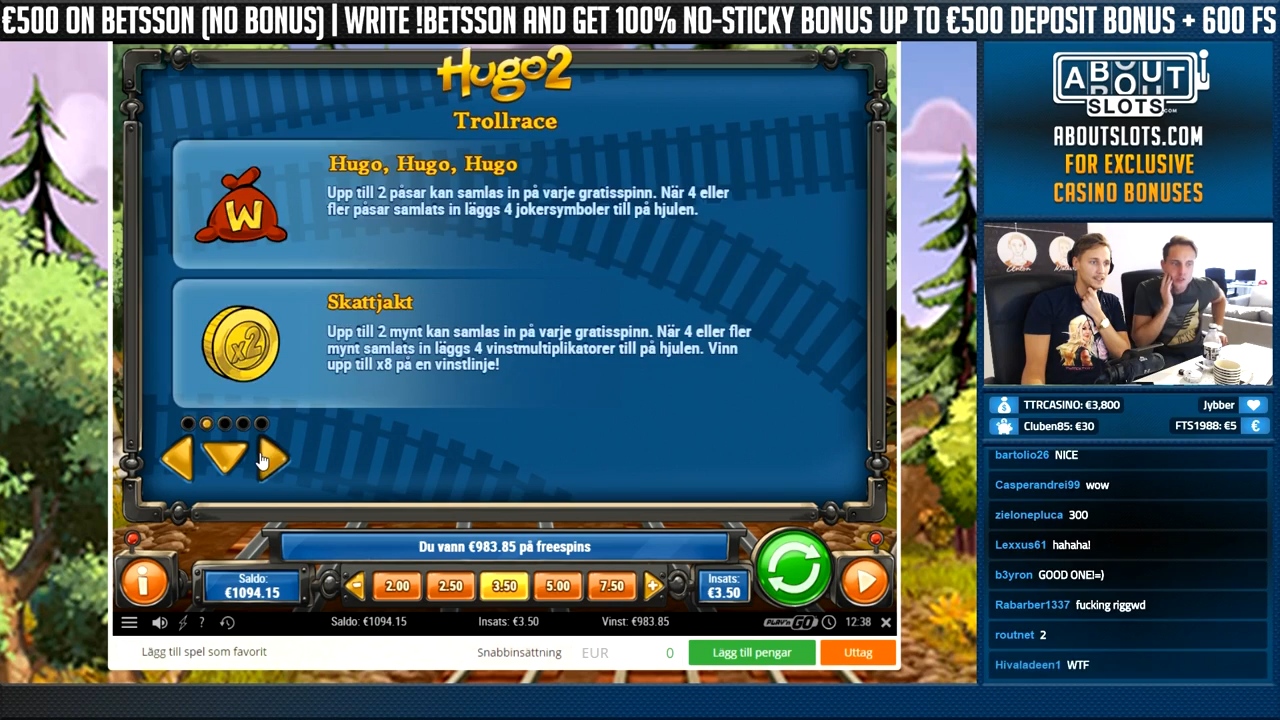 €500 ON BETSSON (NO BONUS) | WRITE !BETSSON AND GET 100% NO-STICKY BONUS UP TO €500 DEPOSIT BONUS + 600 FS
Hugo2
Trollrace
Hugo, Hugo, Hugo
W
Upp till 2 påsar kan samlas in på varje gratisspinn. När 4 eller
fler påsar samlats in läggs 4 jokersymboler till på hjulen.
Skattjakt
x2
Upp till 2 mynt kan samlas in på varje gratisspinn. När 4 eller fler
mynt samlats in läggs 4 vinstmultiplikatorer till på hjulen. Vinn
upp till x8 på en vinstlinje!
Du vann €983.85 på freespins
i
Saldo:
€1094.15
-
2.00
2.50
3.50
5.00
7.50
+
Insats:
€3.50
?
Saldo: €1094.15
Insats: €3.50
Vinst: €983.85
PLAY'n GO
12:38
Lägg till spel som favorit
Snabbinsättning
EUR
0
Lägg till pengar
Uttag
ABOUT
SLOTS
.COM
ABOUTSLOTS.COM
FOR EXCLUSIVE
CASINO BONUSES
TTRCASINO: €3,800
Jybber
Cluben85: €30
FTS1988: €5
€
bartolio26 NICE
Casperandrei99 wow
zielonepluca 300
Lexxus61 hahaha!
b3yron GOOD ONE!=)
Rabarber1337 fucking riggwd
routnet 2
Hivaladeen1 WTF